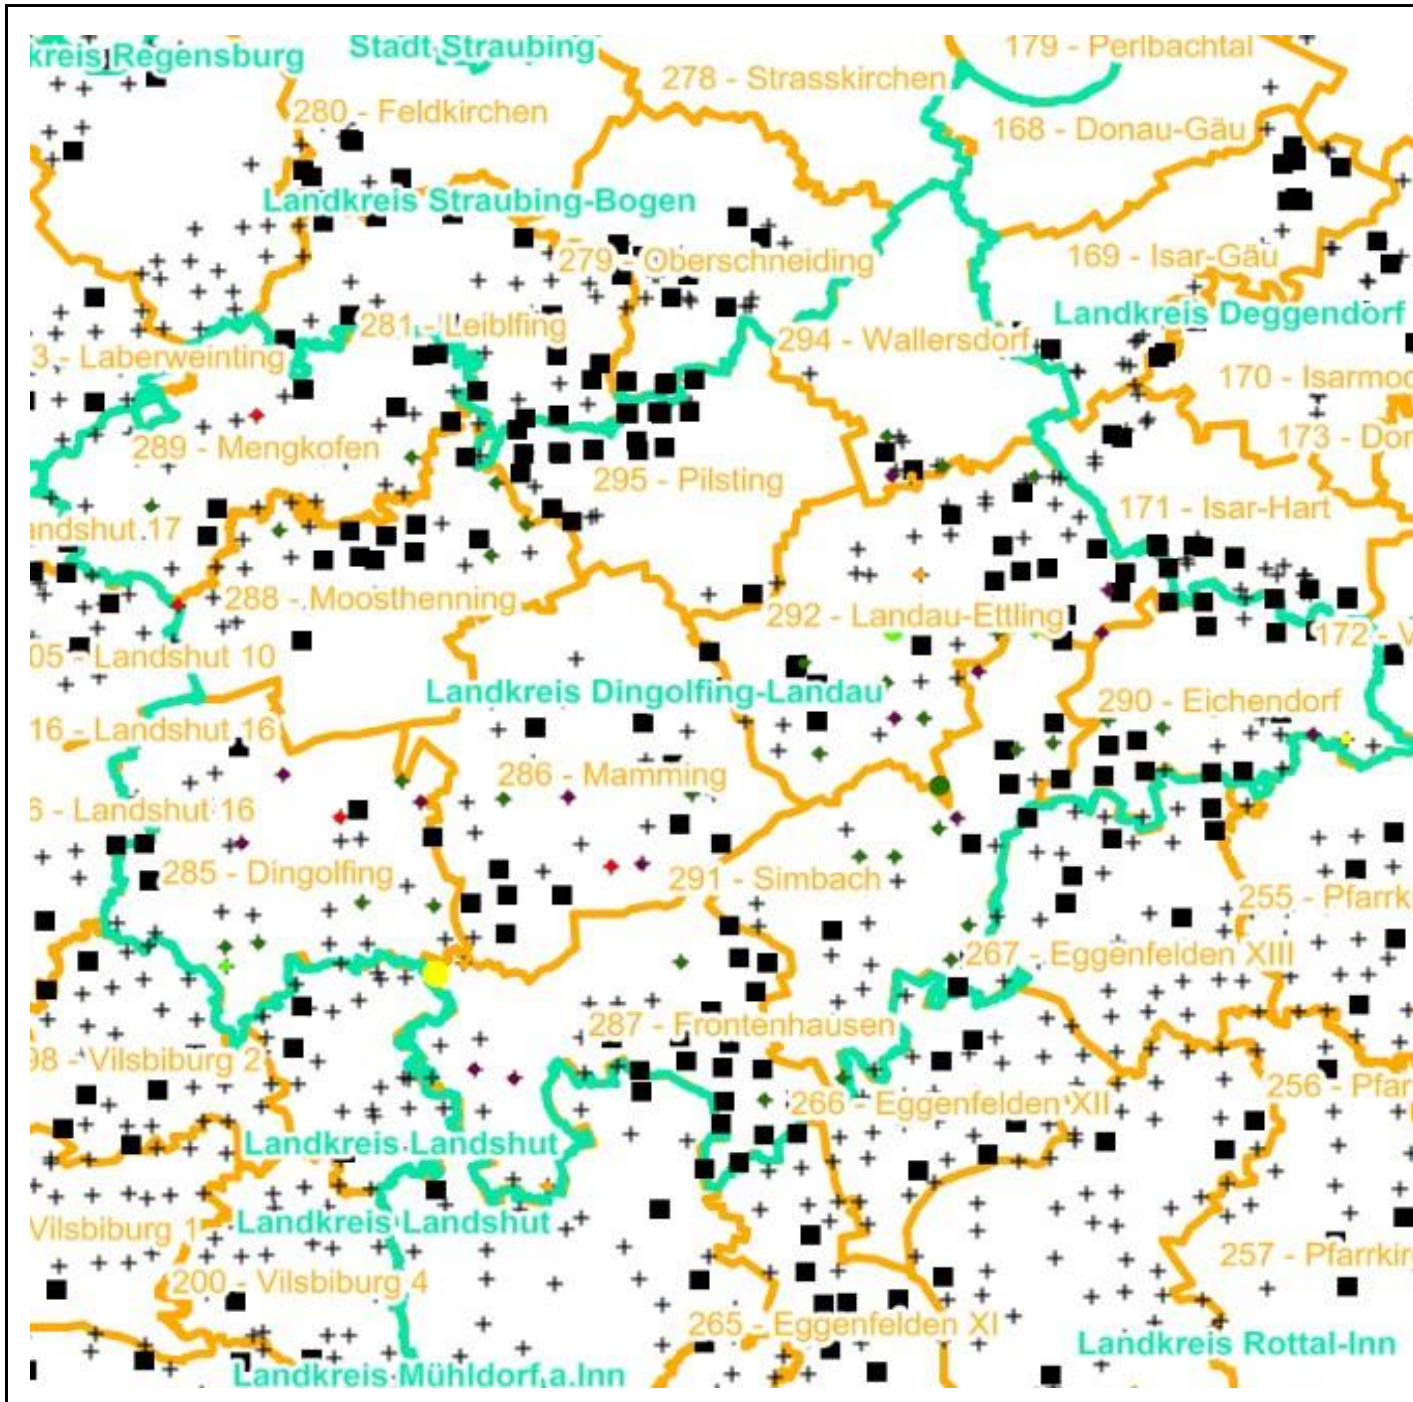 179 - Perlbachtal
Stadt Straubing
kreis Regensburg
278 - Strasskirchen
280 - Feldkirchen
168 - Donau-Gäu
Landkreis Straubing-Bogen
169 - Isar-Gäu
279 - Oberschneiding
Landkreis Deggendorf
281 - Leiblfing
294 - Wallersdorf
3 - Laberweinting
170 - Isarmoo
173 - Don
289 - Mengkofen
295 - Pilsting
171 - Isar-Hart
andshut 17
288 - Moosthenning
292 - Landau-Ettling
172 - V
05 - Landshut 10
Landkreis Dingolfing-Landau
290 - Eichendorf
16 - Landshut 16
286 - Mamming
6 - Landshut 16
285 - Dingolfing
291 - Simbach
255 - Pfarrk
267 - Eggenfelden XIII
287 - Frontenhausen
98 - Vilsbiburg 2
256 - Pfar
266 - Eggenfelden XII
Landkreis Landshut
Landkreis Landshut
Vilsbiburg 1
257 - Pfarrkir
200 - Vilsbiburg 4
265 - Eggenfelden XI
Landkreis Rottal-Inn
Landkreis Mühldorf a.Inn